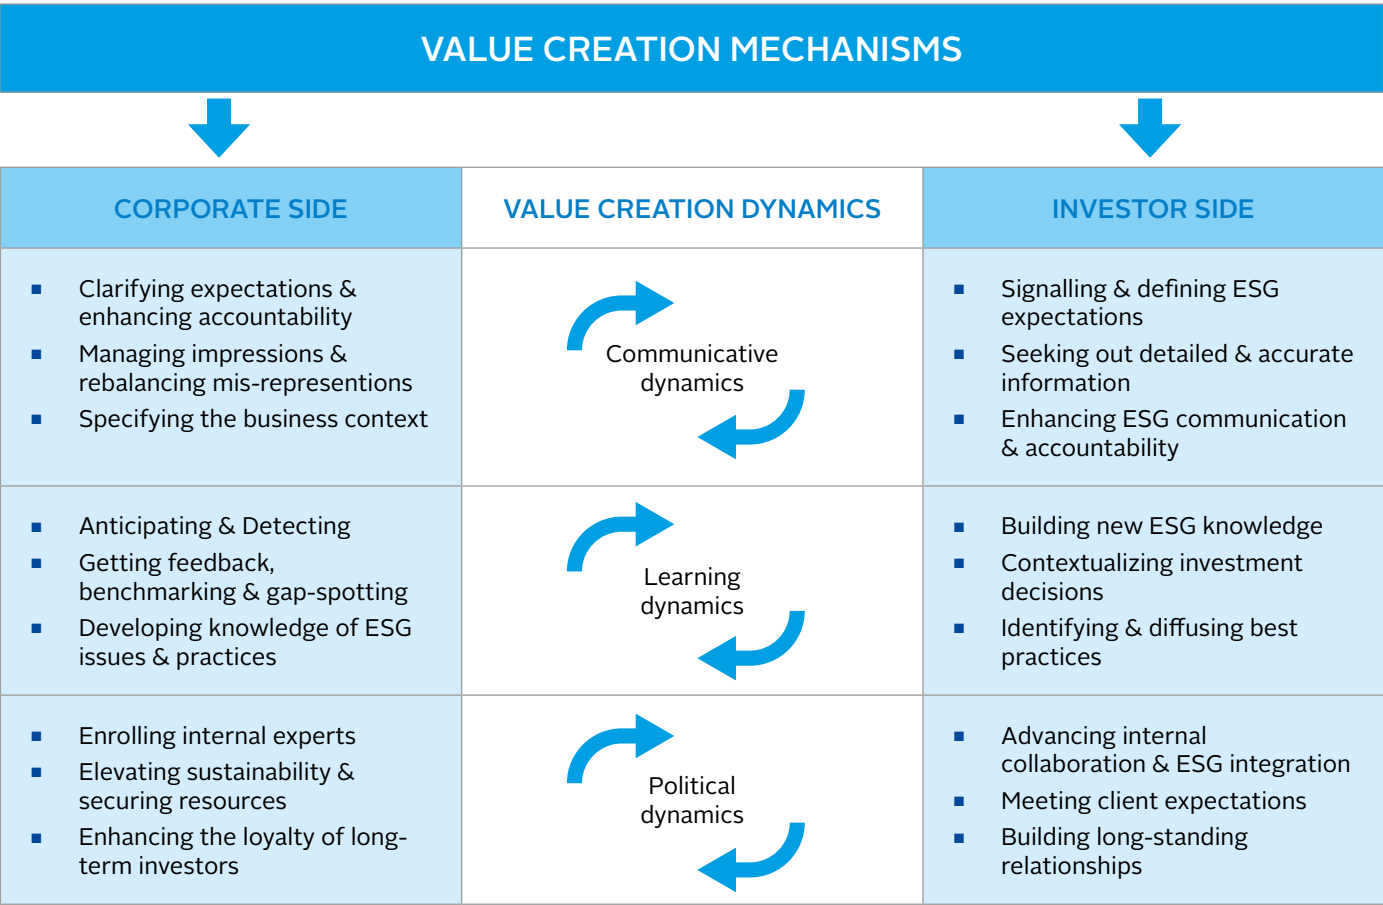 VALUE CREATION MECHANISMS
CORPORATE SIDE
VALUE CREATION DYNAMICS
INVESTOR SIDE
▪ Clarifying expectations &
enhancing accountability
▪ Managing impressions &
rebalancing mis-representions
▪ Specifying the business context
Communicative
dynamics
▪ Signalling & defining ESG
expectations
▪ Seeking out detailed & accurate
information
▪ Enhancing ESG communication
& accountability
▪ Anticipating & Detecting
▪ Getting feedback,
benchmarking & gap-spotting
▪ Developing knowledge of ESG
issues & practices
Learning
dynamics
▪ Building new ESG knowledge
▪ Contextualizing investment
decisions
▪ Identifying & diffusing best
practices
▪ Enrolling internal experts
▪ Elevating sustainability &
securing resources
▪ Enhancing the loyalty of long-
term investors
Political
dynamics
▪ Advancing internal
collaboration & ESG integration
▪ Meeting client expectations
▪ Building long-standing
relationships